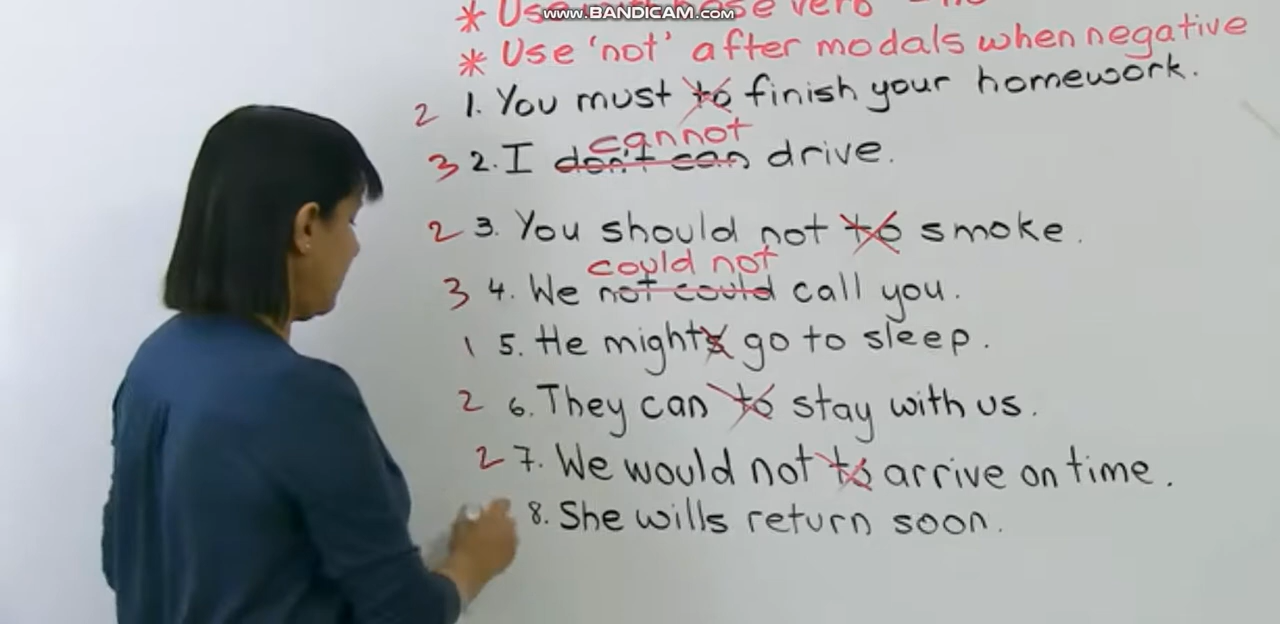 www.BANDICAM.com
* Use verb
* Use 'not' after modals when negative
2 1. You must to finish your homework.
cannot
3 2. I don't can drive.
2 3. You should not to smoke.
could not
3 4. We not could call you.
1 5. He mights go to sleep.
2 6. They can to stay with us.
2 7. We would not to arrive on time.
8. She wills return soon.